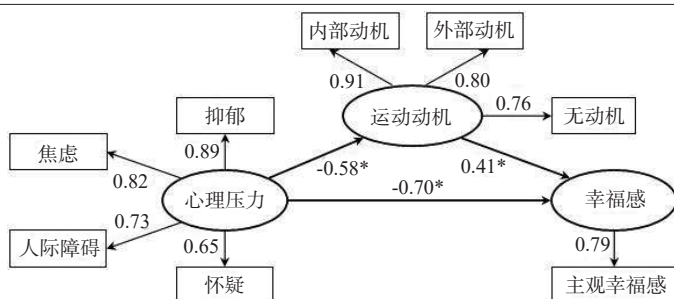 内部动机
外部动机
0.91
0.80
抑郁
运动动机
0.76
无动机
焦虑
0.89
0.82
-0.58*
0.41*
心理压力
-0.70*
幸福感
人际障碍
0.73
0.65
0.79
怀疑
主观幸福感